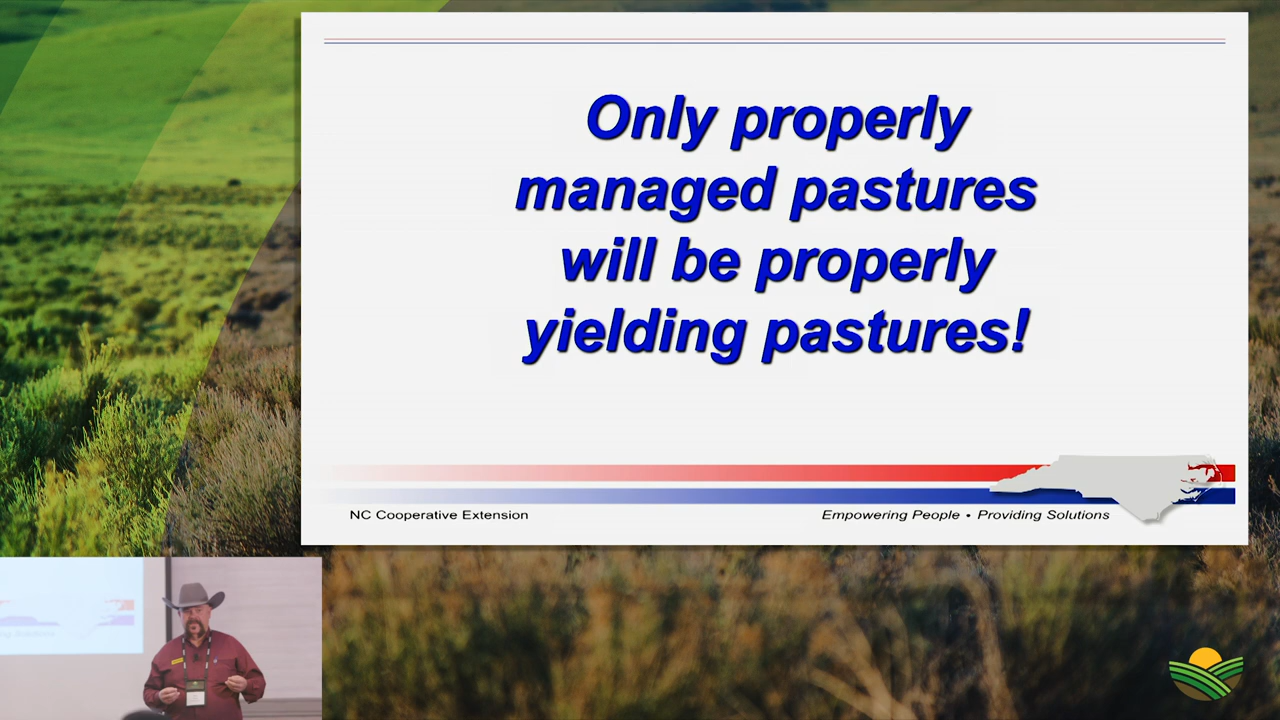 Only properly
managed pastures
will be properly
yielding pastures!
NC Cooperative Extension
Empowering People • Providing Solutions